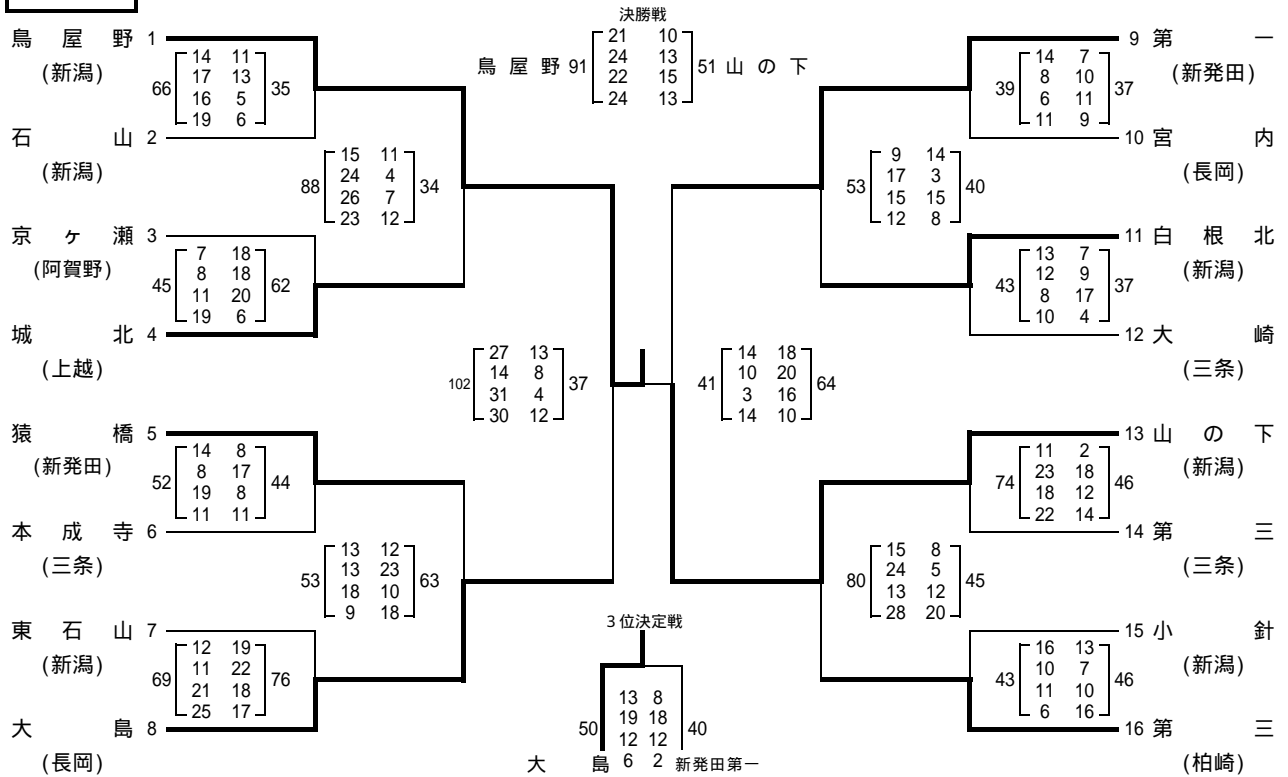 決勝戦
鳥屋野 91 51 山の下
21 10
24 13
22 15
24 13
鳥屋野 1
(新潟)
66 35
14 11
17 13
16 5
19 6
石山 2
(新潟)
88 34
15 11
24 4
26 7
23 12
京ヶ瀬 3
(阿賀野)
45 62
7 18
8 18
11 20
19 6
城北 4
(上越)
102 37
27 13
14 8
31 4
30 12
猿橋 5
(新発田)
52 44
14 8
8 17
19 8
11 11
本成寺 6
(三条)
53 63
13 12
13 23
18 10
9 18
東石山 7
(新潟)
69 76
12 19
11 22
21 18
25 17
大島 8
(長岡)
9 第一
(新発田)
39 37
14 7
8 10
6 11
11 9
10 宮内
(長岡)
53 40
9 14
17 3
15 15
12 8
11 白根北
(新潟)
43 37
13 7
12 9
8 17
10 4
12 大崎
(三条)
41 64
14 18
10 20
3 16
14 10
13 山の下
(新潟)
74 46
11 2
23 18
18 12
22 14
14 第三
(三条)
80 45
15 8
24 5
13 12
28 20
15 小針
(新潟)
43 46
16 13
10 7
11 10
6 16
16 第三
(柏崎)
3位決定戦
50 40
13 8
19 18
12 12
6 2
大島 新発田第一